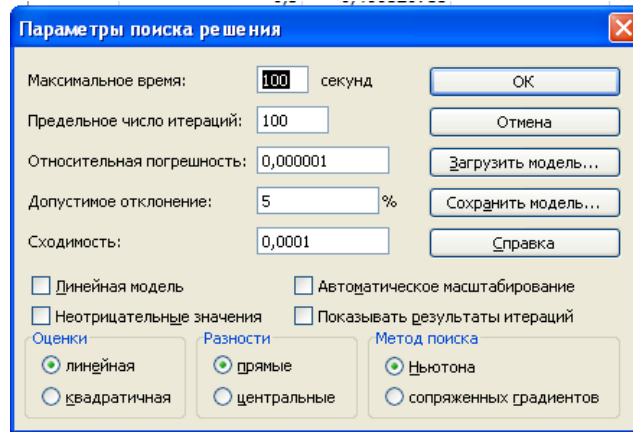 Параметры поиска решения
Максимальное время: 100 секунд ОК
Предельное число итераций: 100 Отмена
Относительная погрешность: 0,000001 Загрузить модель...
Допустимое отклонение: 5 % Сохранить модель...
Сходимость: 0,0001 Справка
Линейная модель Автоматическое масштабирование
Неотрицательные значения Показывать результаты итераций
Оценки Разности Метод поиска
линейная прямые Ньютона
квадратичная центральные сопряженных градиентов